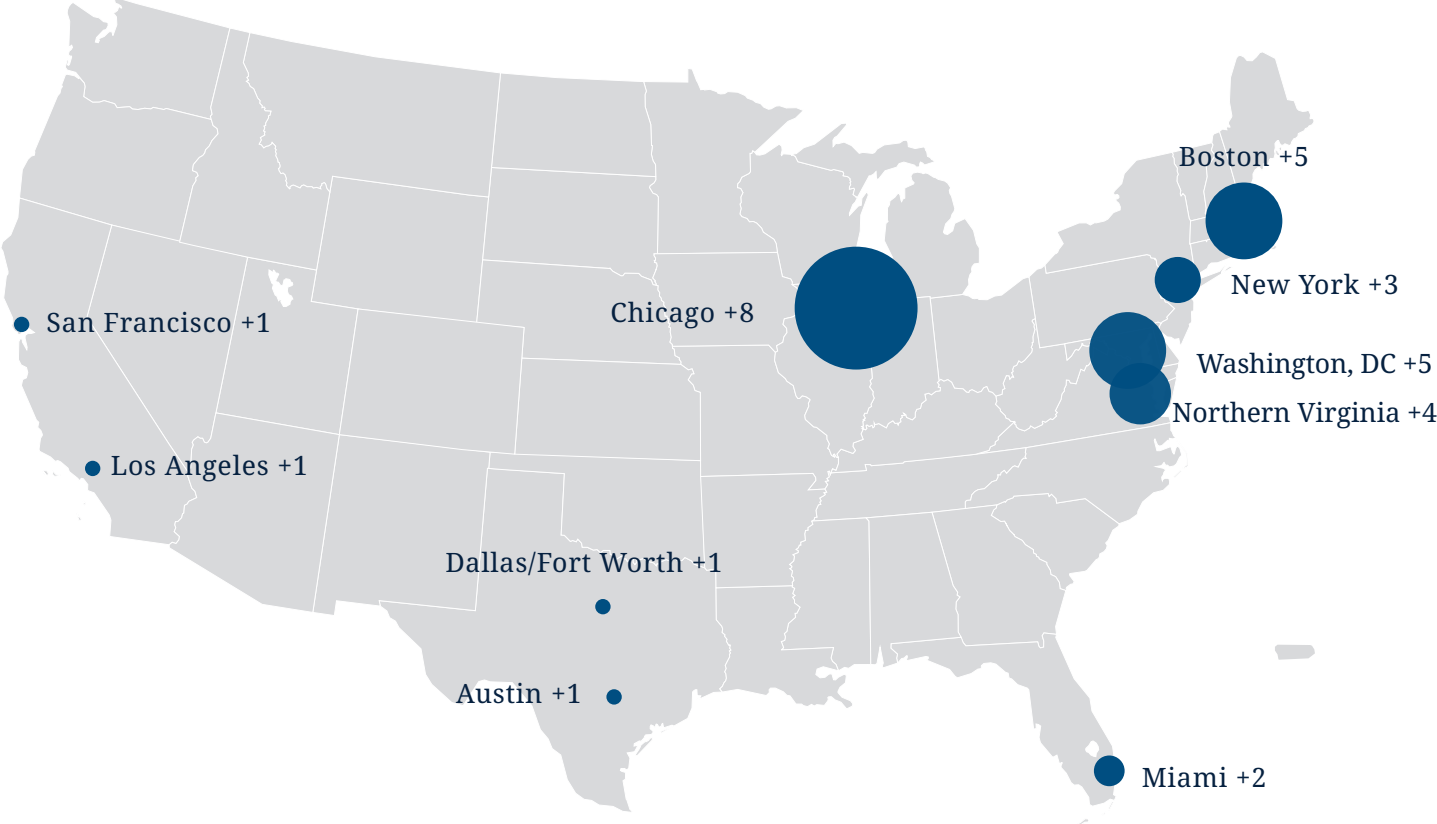 Boston +5
New York +3
Chicago +8
San Francisco +1
Washington, DC +5
Northern Virginia +4
Los Angeles +1
Dallas/Fort Worth +1
Austin +1
Miami +2